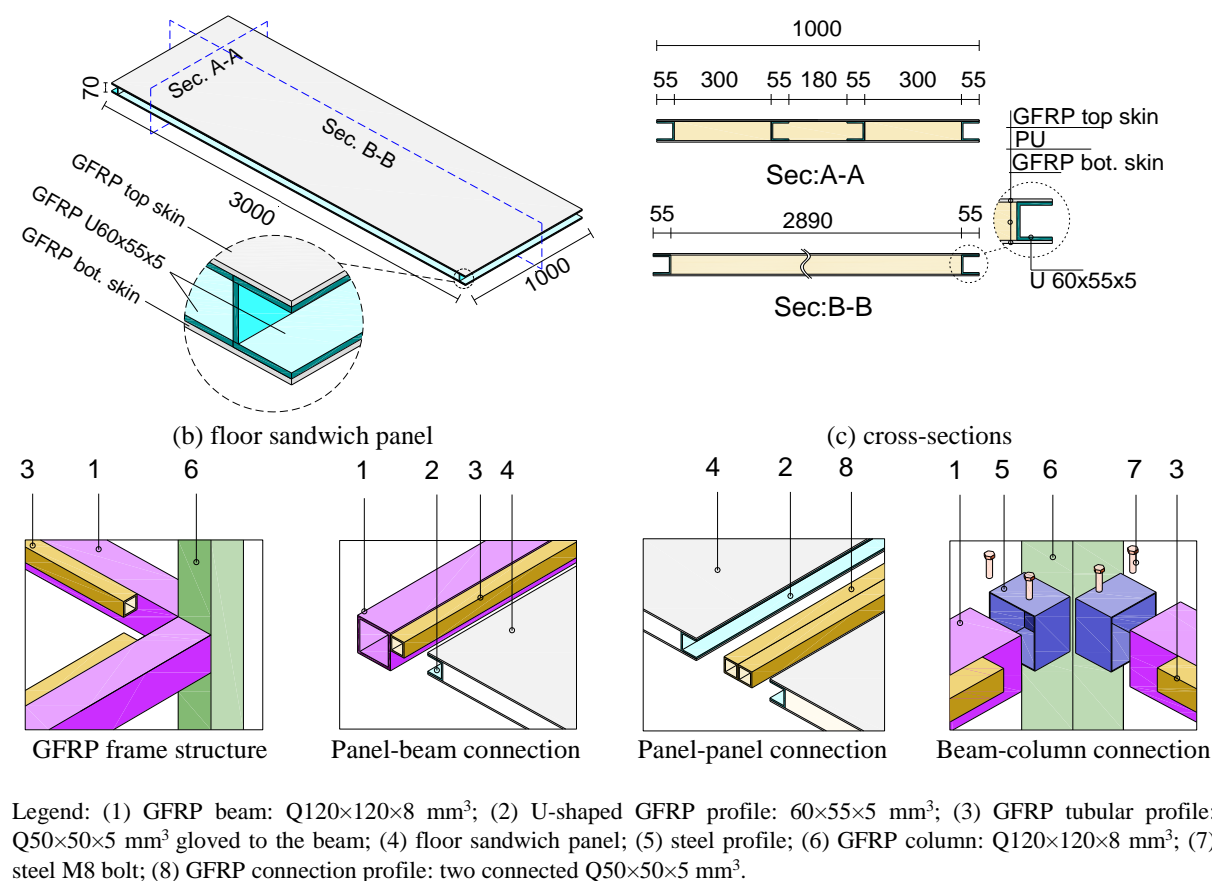 Sec. A-A
70
Sec. B-B
GFRP top skin
3000
GFRP U60x55x5
GFRP bot. skin
1000
(b) floor sandwich panel
1000
55 300 55 180 55 300 55
GFRP top skin
PU
GFRP bot. skin
Sec:A-A
55 2890 55
U 60x55x5
Sec:B-B
(c) cross-sections
3 1 6
GFRP frame structure
1 2 3 4
Panel-beam connection
4 2 8
Panel-panel connection
1 5 6 7 3
Beam-column connection
Legend: (1) GFRP beam: Q120×120×8 mm³; (2) U-shaped GFRP profile: 60×55×5 mm³; (3) GFRP tubular profile:
Q50×50×5 mm³ gloved to the beam; (4) floor sandwich panel; (5) steel profile; (6) GFRP column: Q120×120×8 mm³; (7)
steel M8 bolt; (8) GFRP connection profile: two connected Q50×50×5 mm³.